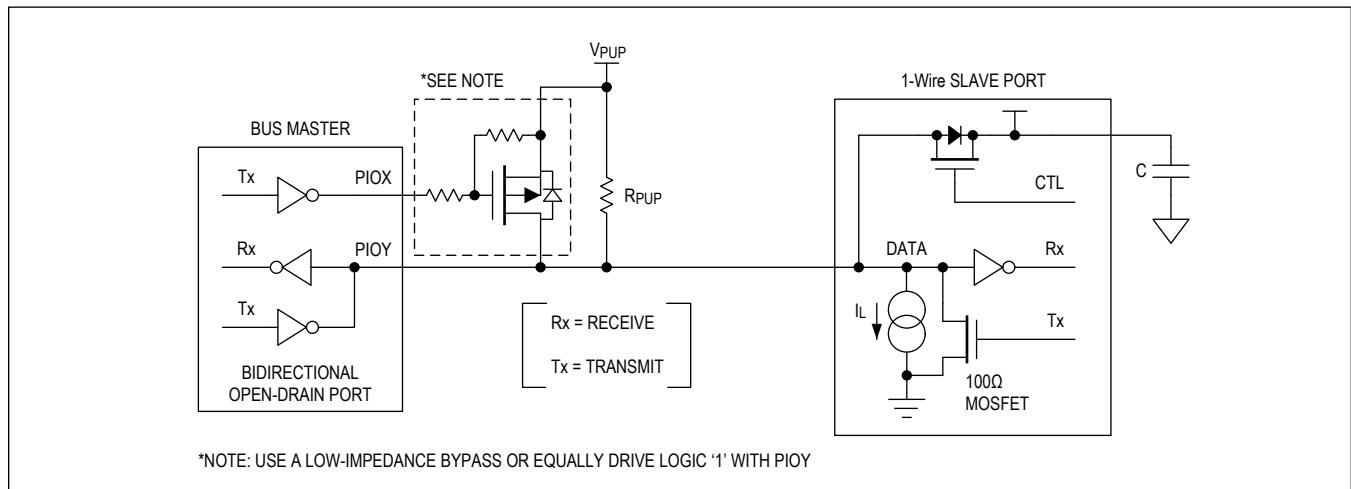 VPUP
*SEE NOTE
1-Wire SLAVE PORT
BUS MASTER
Tx
PIOX
RPUP
C
CTL
Rx
PIOY
DATA
Rx
Tx
IL
Tx
Rx = RECEIVE
Tx = TRANSMIT
BIDIRECTIONAL
OPEN-DRAIN PORT
100Ω
MOSFET
*NOTE: USE A LOW-IMPEDANCE BYPASS OR EQUALLY DRIVE LOGIC ‘1’ WITH PIOY